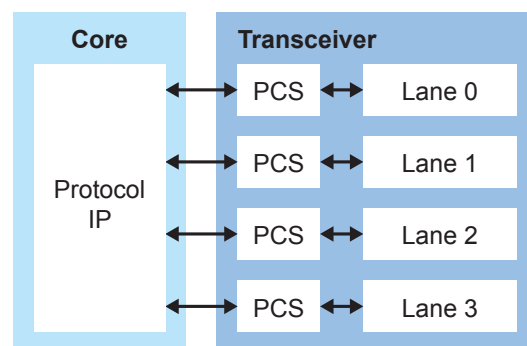 Core
Transceiver
Protocol
IP
PCS
Lane 0
PCS
Lane 1
PCS
Lane 2
PCS
Lane 3